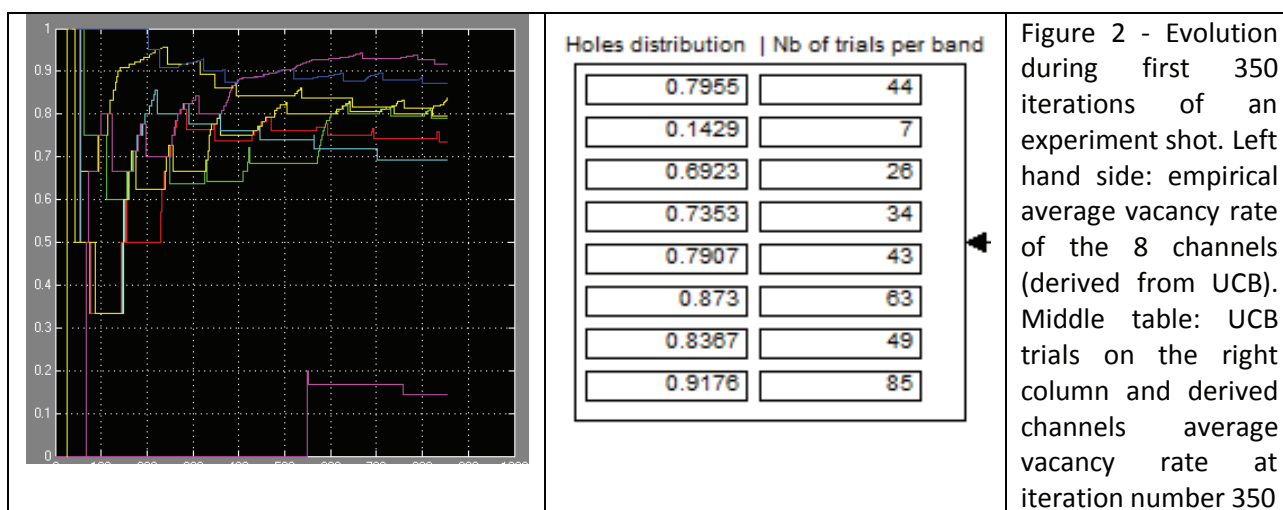 1
0.9
0.8
0.7
0.6
0.5
0.4
0.3
0.2
0.1
0
Holes distribution | Nb of trials per band
0.7955 44
0.1429 7
0.6923 26
0.7353 34
0.7907 43
0.873 63
0.8367 49
0.9176 85
Figure 2 - Evolution
during first 350
iterations of an
experiment shot. Left
hand side: empirical
average vacancy rate
of the 8 channels
(derived from UCB).
Middle table: UCB
trials on the right
column and derived
channels average
vacancy rate at
iteration number 350